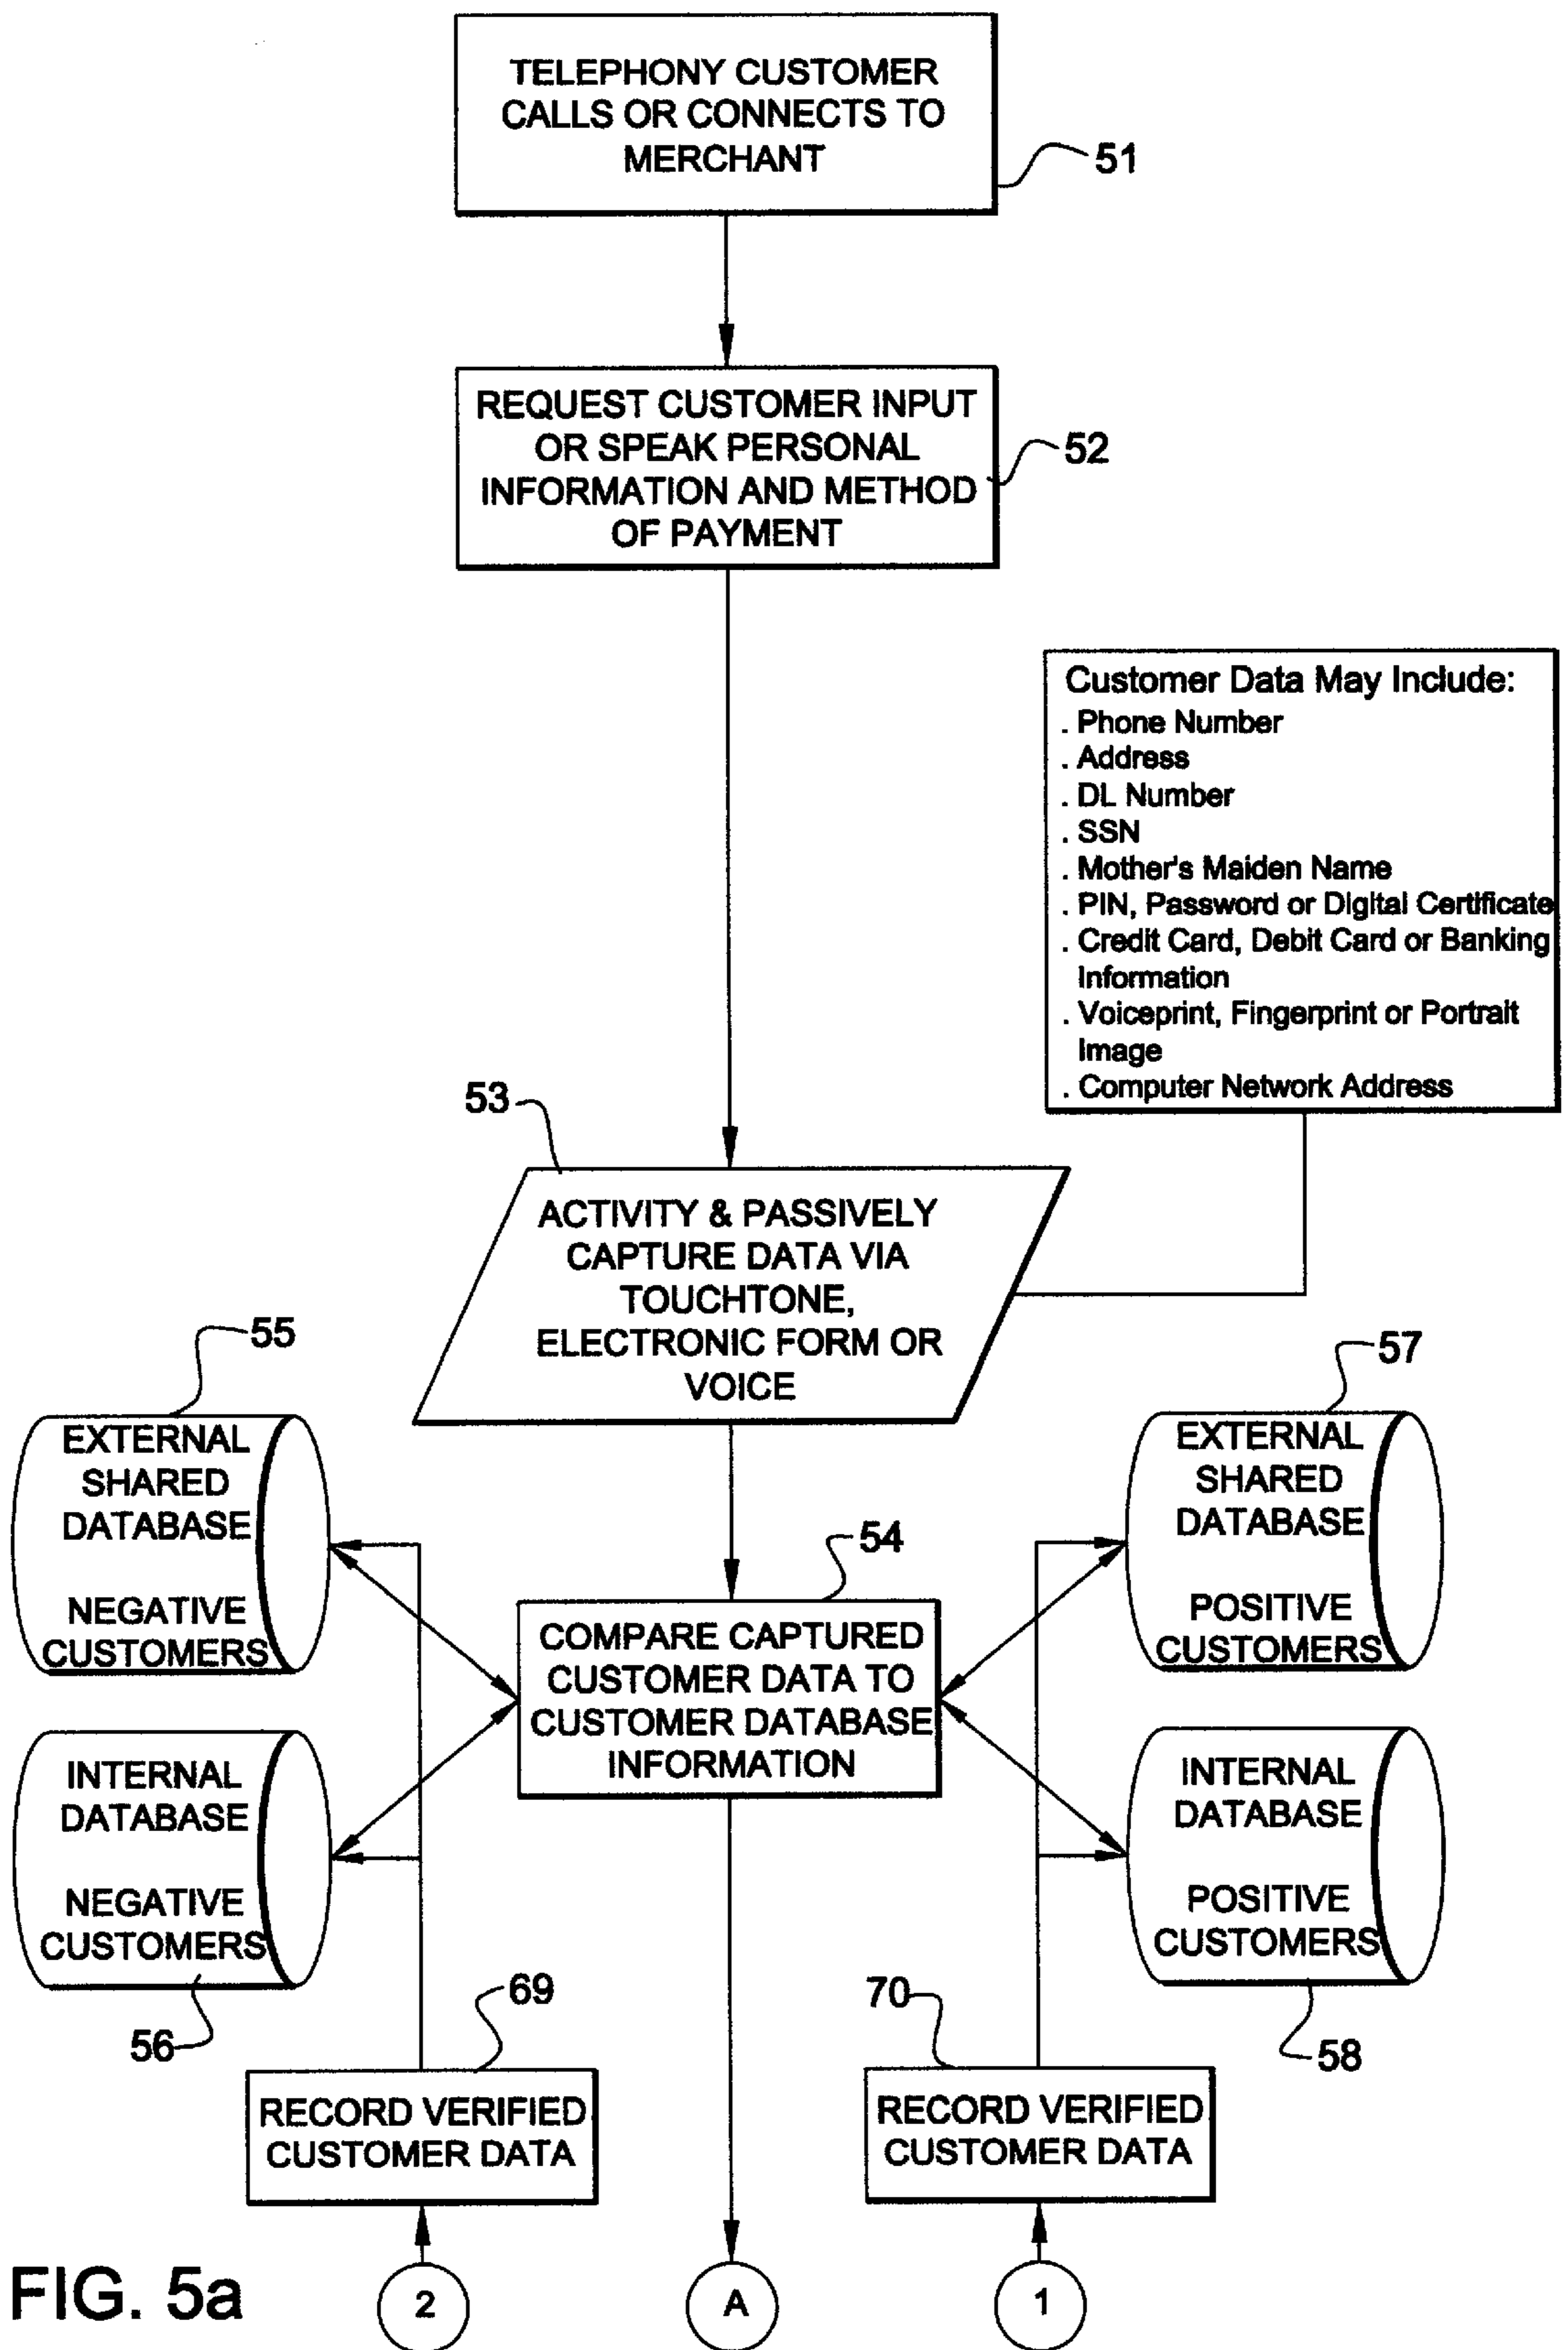 TELEPHONY CUSTOMER
CALLS OR CONNECTS TO
MERCHANT
51
REQUEST CUSTOMER INPUT
OR SPEAK PERSONAL
INFORMATION AND METHOD
OF PAYMENT
52
Customer Data May Include:
. Phone Number
. Address
. DL Number
. SSN
. Mother's Maiden Name
. PIN, Password or Digital Certificate
. Credit Card, Debit Card or Banking
Information
. Voiceprint, Fingerprint or Portrait
Image
. Computer Network Address
53
ACTIVITY & PASSIVELY
CAPTURE DATA VIA
TOUCHTONE,
ELECTRONIC FORM OR
VOICE
55
EXTERNAL
SHARED
DATABASE
NEGATIVE
CUSTOMERS
54
COMPARE CAPTURED
CUSTOMER DATA TO
CUSTOMER DATABASE
INFORMATION
57
EXTERNAL
SHARED
DATABASE
POSITIVE
CUSTOMERS
INTERNAL
DATABASE
NEGATIVE
CUSTOMERS
56
INTERNAL
DATABASE
POSITIVE
CUSTOMERS
58
69
RECORD VERIFIED
CUSTOMER DATA
70
RECORD VERIFIED
CUSTOMER DATA
2
A
1
FIG. 5a